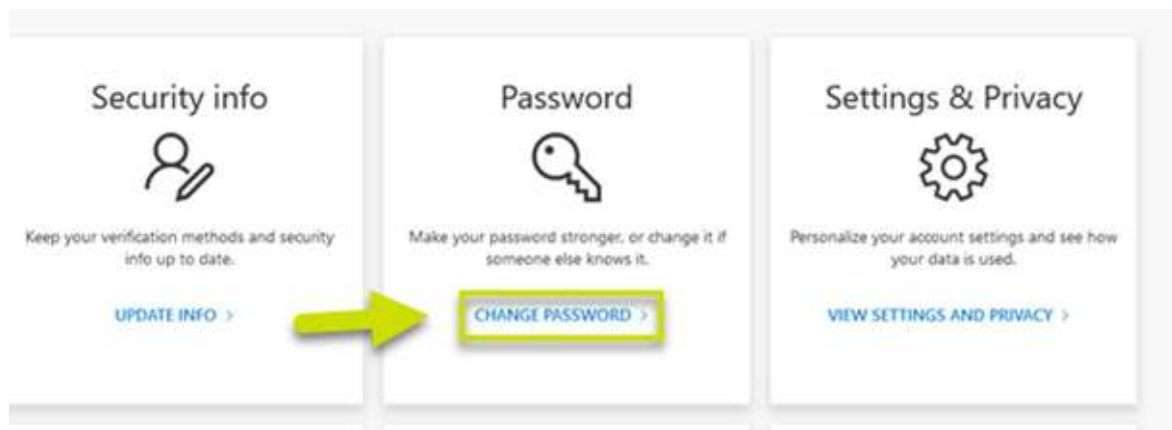 Security info
Keep your verification methods and security
info up to date.
UPDATE INFO >
Password
Make your password stronger, or change it if
someone else knows it.
CHANGE PASSWORD >
Settings & Privacy
Personalize your account settings and see how
your data is used.
VIEW SETTINGS AND PRIVACY >